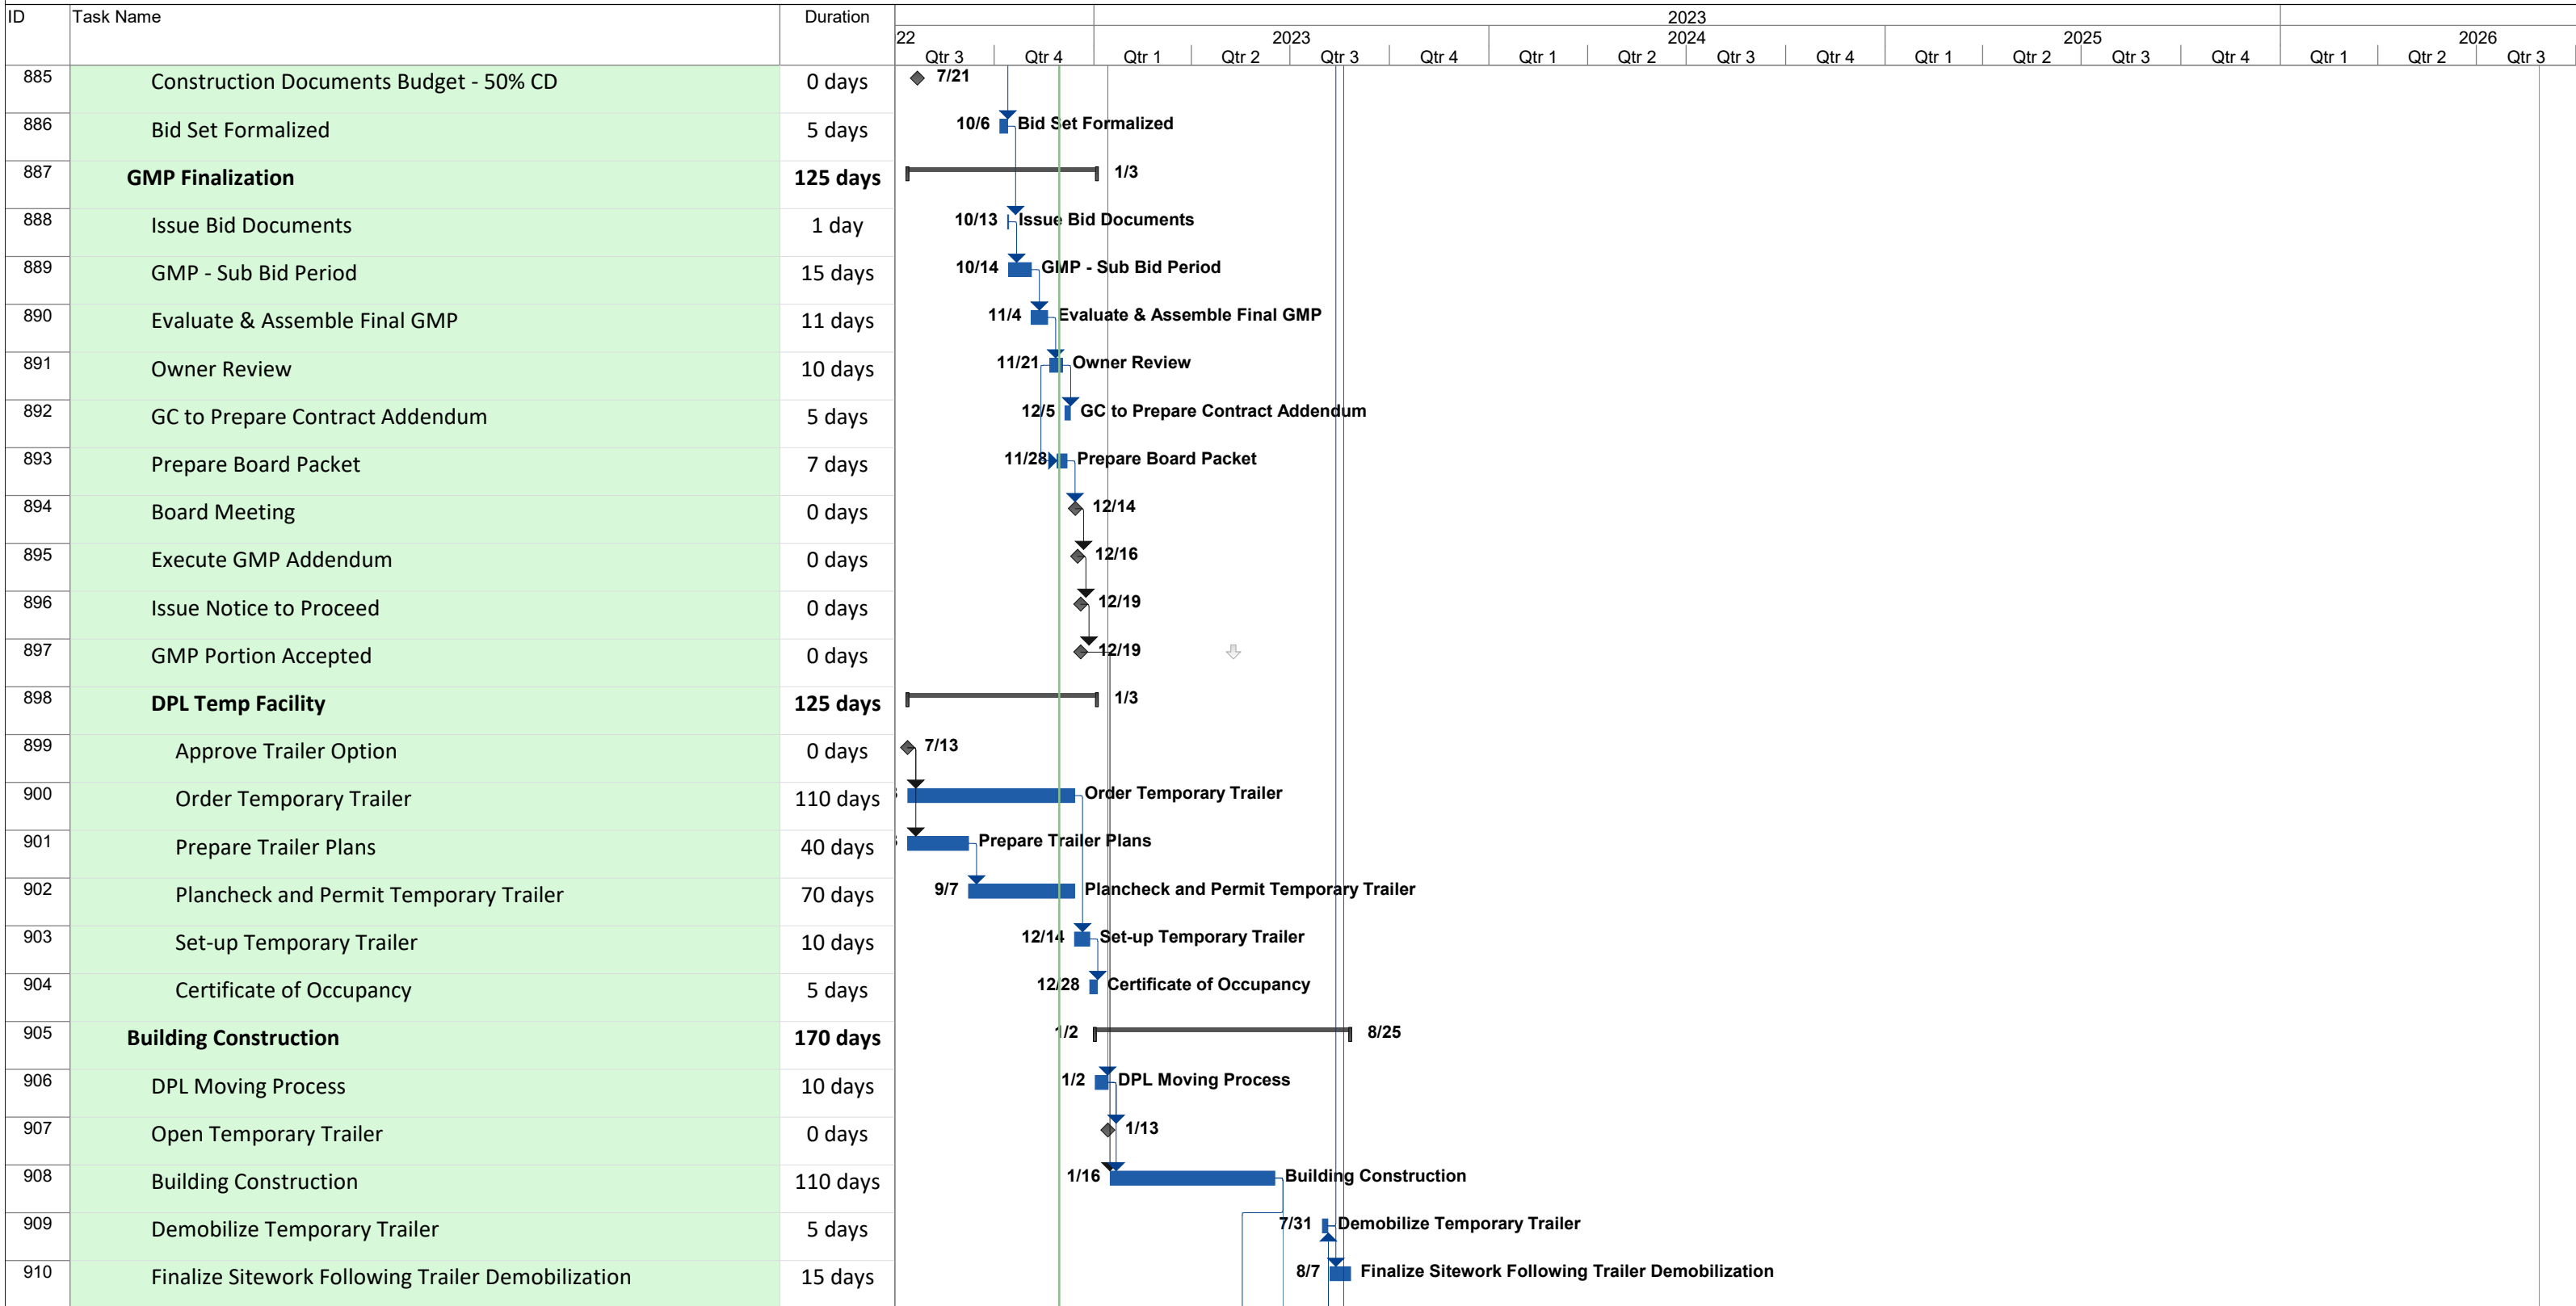 ID Task Name Duration 2023
22 2023 2024 2025 2026
Qtr 3 Qtr 4 Qtr 1 Qtr 2 Qtr 3 Qtr 4 Qtr 1 Qtr 2 Qtr 3 Qtr 4 Qtr 1 Qtr 2 Qtr 3 Qtr 4 Qtr 1 Qtr 2 Qtr 3
885 Construction Documents Budget - 50% CD 0 days 7/21
886 Bid Set Formalized 5 days 10/6 Bid Set Formalized
887 GMP Finalization 125 days 1/3
888 Issue Bid Documents 1 day 10/13 Issue Bid Documents
889 GMP - Sub Bid Period 15 days 10/14 GMP - Sub Bid Period
890 Evaluate & Assemble Final GMP 11 days 11/4 Evaluate & Assemble Final GMP
891 Owner Review 10 days 11/21 Owner Review
892 GC to Prepare Contract Addendum 5 days 12/5 GC to Prepare Contract Addendum
893 Prepare Board Packet 7 days 11/28 Prepare Board Packet
894 Board Meeting 0 days 12/14
895 Execute GMP Addendum 0 days 12/16
896 Issue Notice to Proceed 0 days 12/19
897 GMP Portion Accepted 0 days 12/19
898 DPL Temp Facility 125 days 1/3
899 Approve Trailer Option 0 days 7/13
900 Order Temporary Trailer 110 days Order Temporary Trailer
901 Prepare Trailer Plans 40 days Prepare Trailer Plans
902 Plancheck and Permit Temporary Trailer 70 days 9/7 Plancheck and Permit Temporary Trailer
903 Set-up Temporary Trailer 10 days 12/14 Set-up Temporary Trailer
904 Certificate of Occupancy 5 days 12/28 Certificate of Occupancy
905 Building Construction 170 days 1/2 8/25
906 DPL Moving Process 10 days 1/2 DPL Moving Process
907 Open Temporary Trailer 0 days 1/13
908 Building Construction 110 days 1/16 Building Construction
909 Demobilize Temporary Trailer 5 days 7/31 Demobilize Temporary Trailer
910 Finalize Sitework Following Trailer Demobilization 15 days 8/7 Finalize Sitework Following Trailer Demobilization